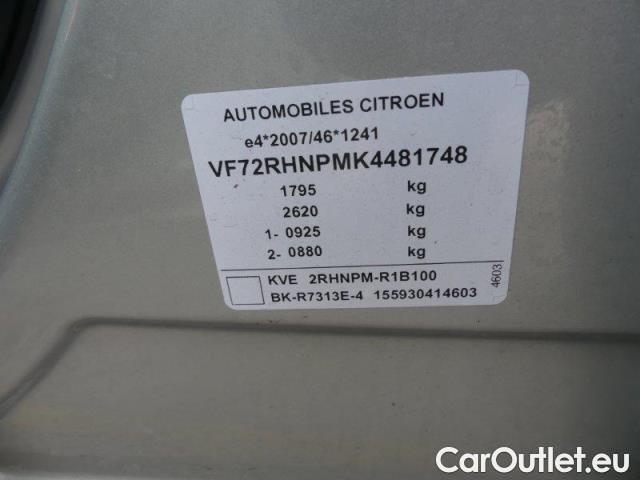 AUTOMOBILES CITROEN
e4*2007/46*1241
VF72RHNPMK4481748
1795 kg
2620 kg
1- 0925 kg
2- 0880 kg
KVE 2RHNPM-R1B100
BK-R7313E-4 155930414603
4603
CarOutlet.eu